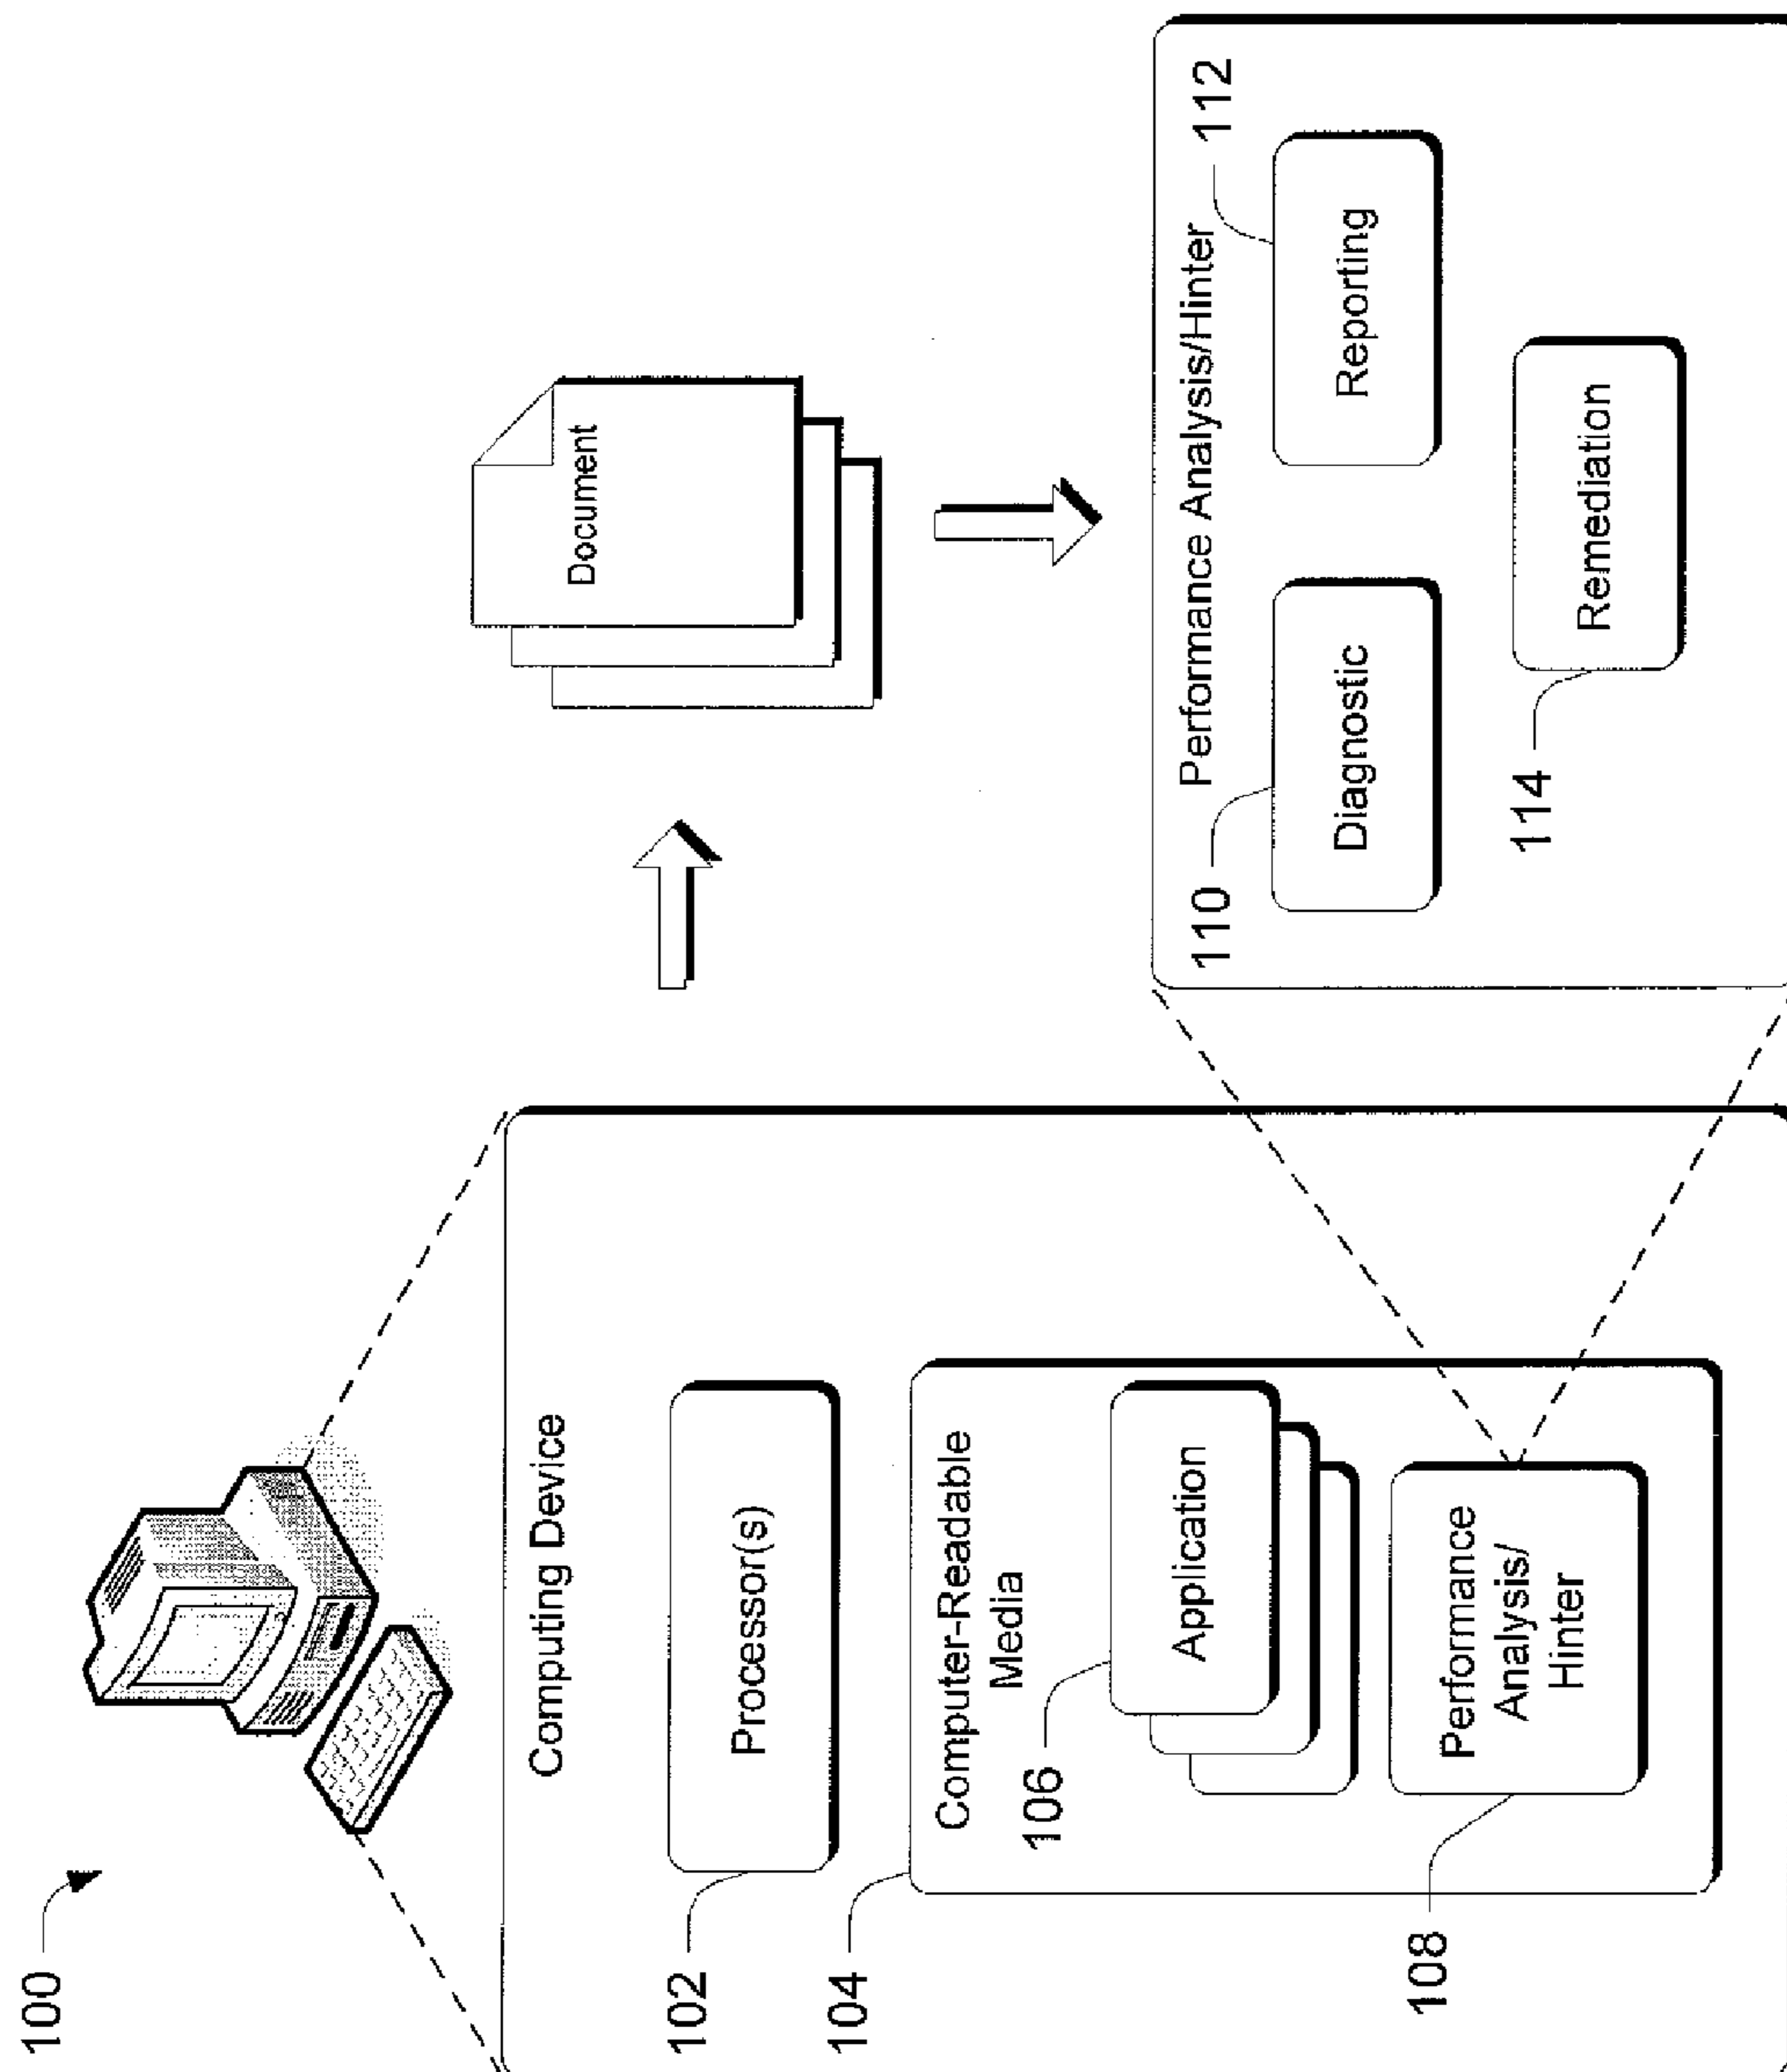 100
Computing Device
102
Processor(s)
104
Computer-Readable
Media
106
Application
108
Performance
Analysis/
Hinter
Document
Performance Analysis/Hinter
110
Diagnostic
112
Reporting
114
Remediation